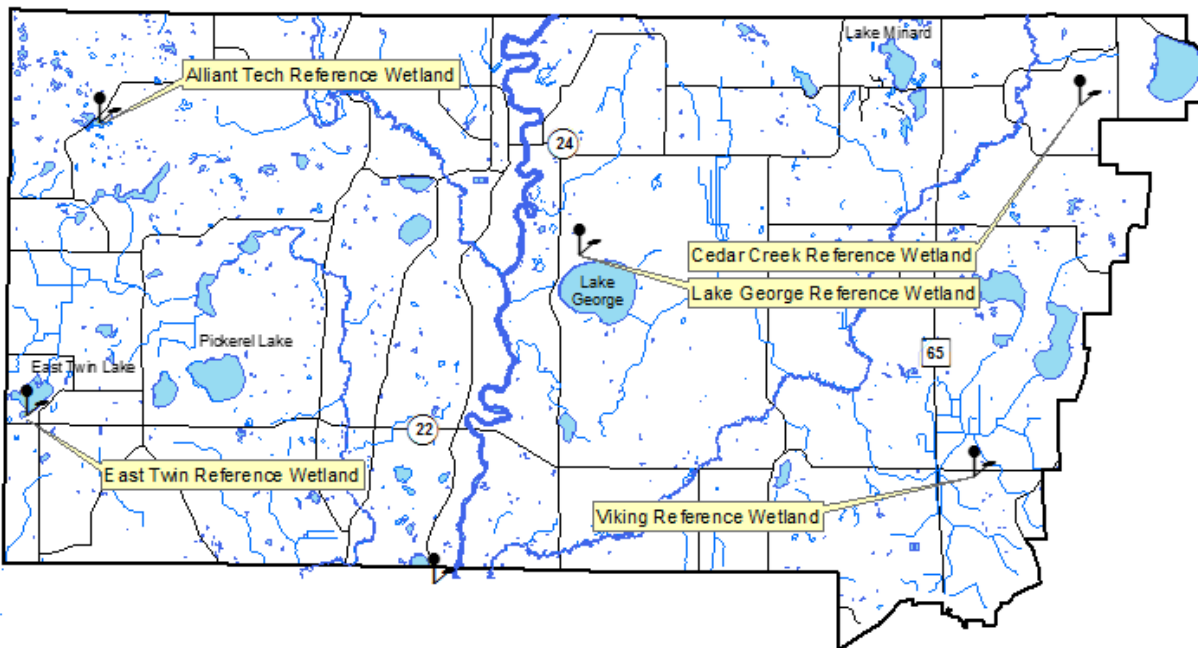 Lake Minard
Alliant Tech Reference Wetland
24
Cedar Creek Reference Wetland
Lake
George
Lake George Reference Wetland
Pickerel Lake
65
East Twin Lake
22
East Twin Reference Wetland
Viking Reference Wetland